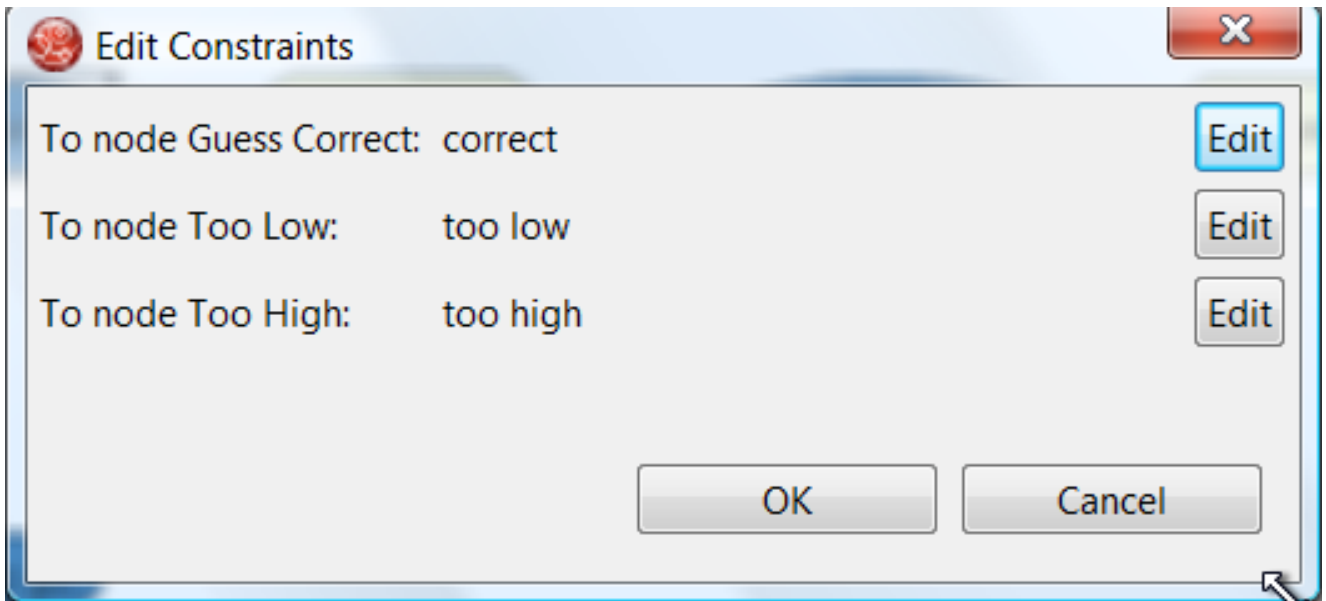 Edit Constraints
To node Guess Correct: correct Edit
To node Too Low: too low Edit
To node Too High: too high Edit
OK Cancel